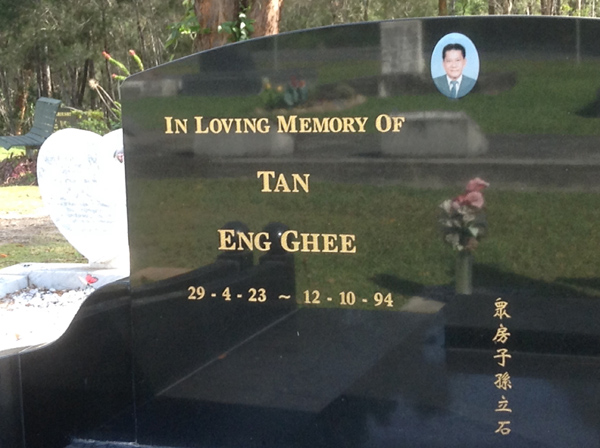 IN LOVING MEMORY OF
TAN
ENG GHEE
29 - 4 - 23 ~ 12 - 10 - 94
眾房子孫立石